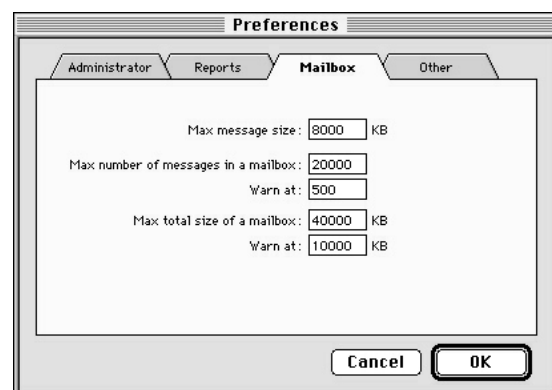 Preferences
Administrator Reports Mailbox Other
Max message size: 8000 KB
Max number of messages in a mailbox: 20000
Warn at: 500
Max total size of a mailbox: 40000 KB
Warn at: 10000 KB
Cancel OK